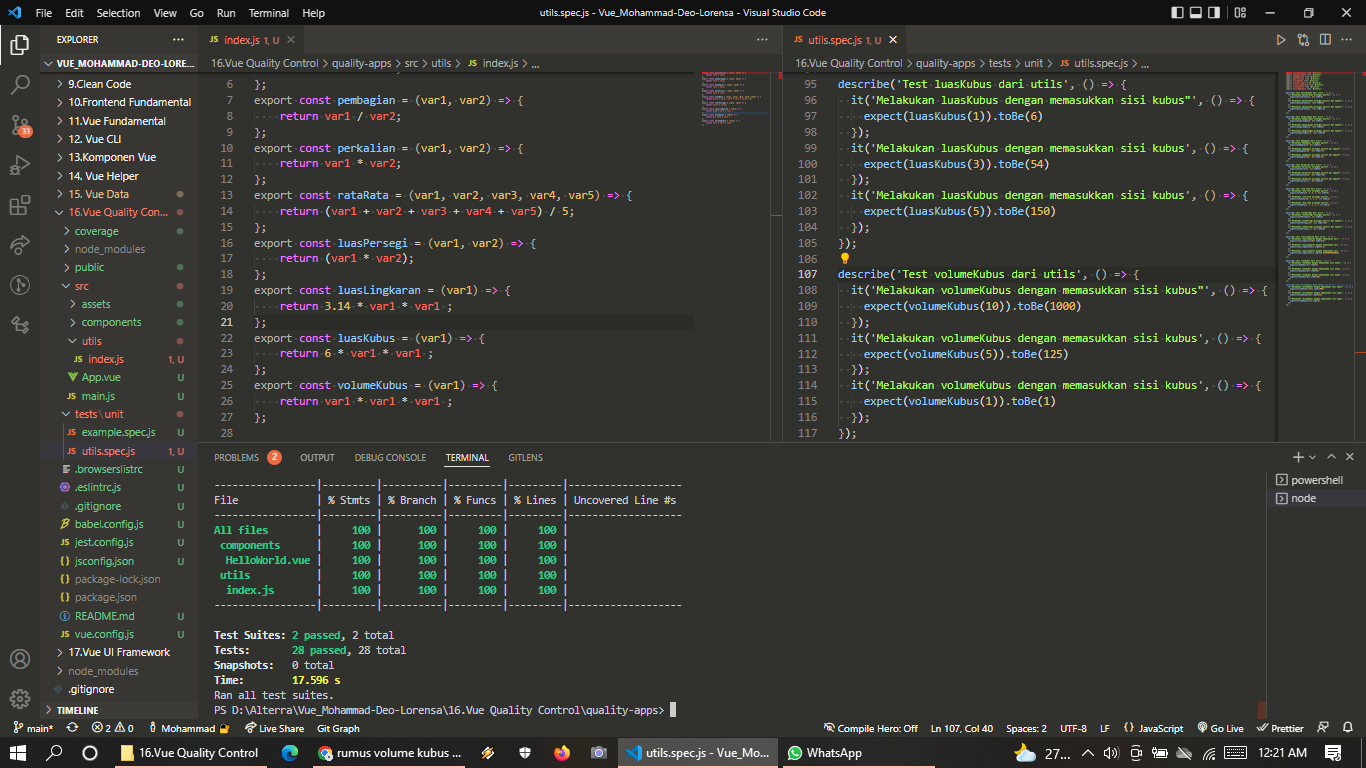 File Edit Selection View Go Run Terminal Help
utils.spec.js - Vue_Mohammad-Deo-Lorensa - Visual Studio Code
EXPLORER
VUE_MOHAMMAD-DEO-LORE...
9.Clean Code
10.Frontend Fundamental
11.Vue Fundamental
12. Vue CLI
13.Komponen Vue
14. Vue Helper
15. Vue Data
16.Vue Quality Con...
coverage
node_modules
public
src
assets
components
utils
JS index.js 1, U
App.vue U
JS main.js U
tests\unit
JS example.spec.js U
JS utils.spec.js 1, U
.browserslistrc U
.eslintrc.js U
.gitignore U
babel.config.js U
jest.config.js U
jsconfig.json U
package-lock.json
package.json
README.md U
JS vue.config.js U
17.Vue UI Framework
node_modules
.gitignore
TIMELINE
33
JS index.js 1, U
16.Vue Quality Control > quality-apps > src > utils > JS index.js > ...
6 };
7 export const pembagian = (var1, var2) => {
8 return var1 / var2;
9 };
10 export const perkalian = (var1, var2) => {
11 return var1 * var2;
12 };
13 export const rataRata = (var1, var2, var3, var4, var5) => {
14 return (var1 + var2 + var3 + var4 + var5) / 5;
15 };
16 export const luasPersegi = (var1, var2) => {
17 return (var1 * var2);
18 };
19 export const luasLingkaran = (var1) => {
20 return 3.14 * var1 * var1 ;
21 };
22 export const luasKubus = (var1) => {
23 return 6 * var1 * var1 ;
24 };
25 export const volumeKubus = (var1) => {
26 return var1 * var1 * var1 ;
27 };
28
JS utils.spec.js 1, U
16.Vue Quality Control > quality-apps > tests > unit > JS utils.spec.js > ...
95 describe('Test luasKubus dari utils', () => {
96 it('Melakukan luasKubus dengan memasukkan sisi kubus"', () => {
97 expect(luasKubus(1)).toBe(6)
98 });
99 it('Melakukan luasKubus dengan memasukkan sisi kubus', () => {
100 expect(luasKubus(3)).toBe(54)
101 });
102 it('Melakukan luasKubus dengan memasukkan sisi kubus', () => {
103 expect(luasKubus(5)).toBe(150)
104 });
105 });
106
107 describe('Test volumeKubus dari utils', () => {
108 it('Melakukan volumeKubus dengan memasukkan sisi kubus"', () => {
109 expect(volumeKubus(10)).toBe(1000)
110 });
111 it('Melakukan volumeKubus dengan memasukkan sisi kubus', () => {
112 expect(volumeKubus(5)).toBe(125)
113 });
114 it('Melakukan volumeKubus dengan memasukkan sisi kubus', () => {
115 expect(volumeKubus(1)).toBe(1)
116 });
117 });
PROBLEMS 2 OUTPUT DEBUG CONSOLE TERMINAL GITLENS
powershell
node
----------------|---------|----------|---------|---------|-------------------
File | % Stmts | % Branch | % Funcs | % Lines | Uncovered Line #s
----------------|---------|----------|---------|---------|-------------------
All files | 100 | 100 | 100 | 100 |
components | 100 | 100 | 100 | 100 |
HelloWorld.vue | 100 | 100 | 100 | 100 |
utils | 100 | 100 | 100 | 100 |
index.js | 100 | 100 | 100 | 100 |
----------------|---------|----------|---------|---------|-------------------
Test Suites: 2 passed, 2 total
Tests: 28 passed, 28 total
Snapshots: 0 total
Time: 17.596 s
Ran all test suites.
PS D:\Alterra\Vue_Mohammad-Deo-Lorensa\16.Vue Quality Control\quality-apps>
main* 2 0 Mohammad Live Share Git Graph
Compile Hero: Off Ln 107, Col 40 Spaces: 2 UTF-8 LF {} JavaScript Go Live Prettier
16.Vue Quality Control
rumus volume kubus ...
utils.spec.js - Vue_Mo...
WhatsApp
27... 12:21 AM